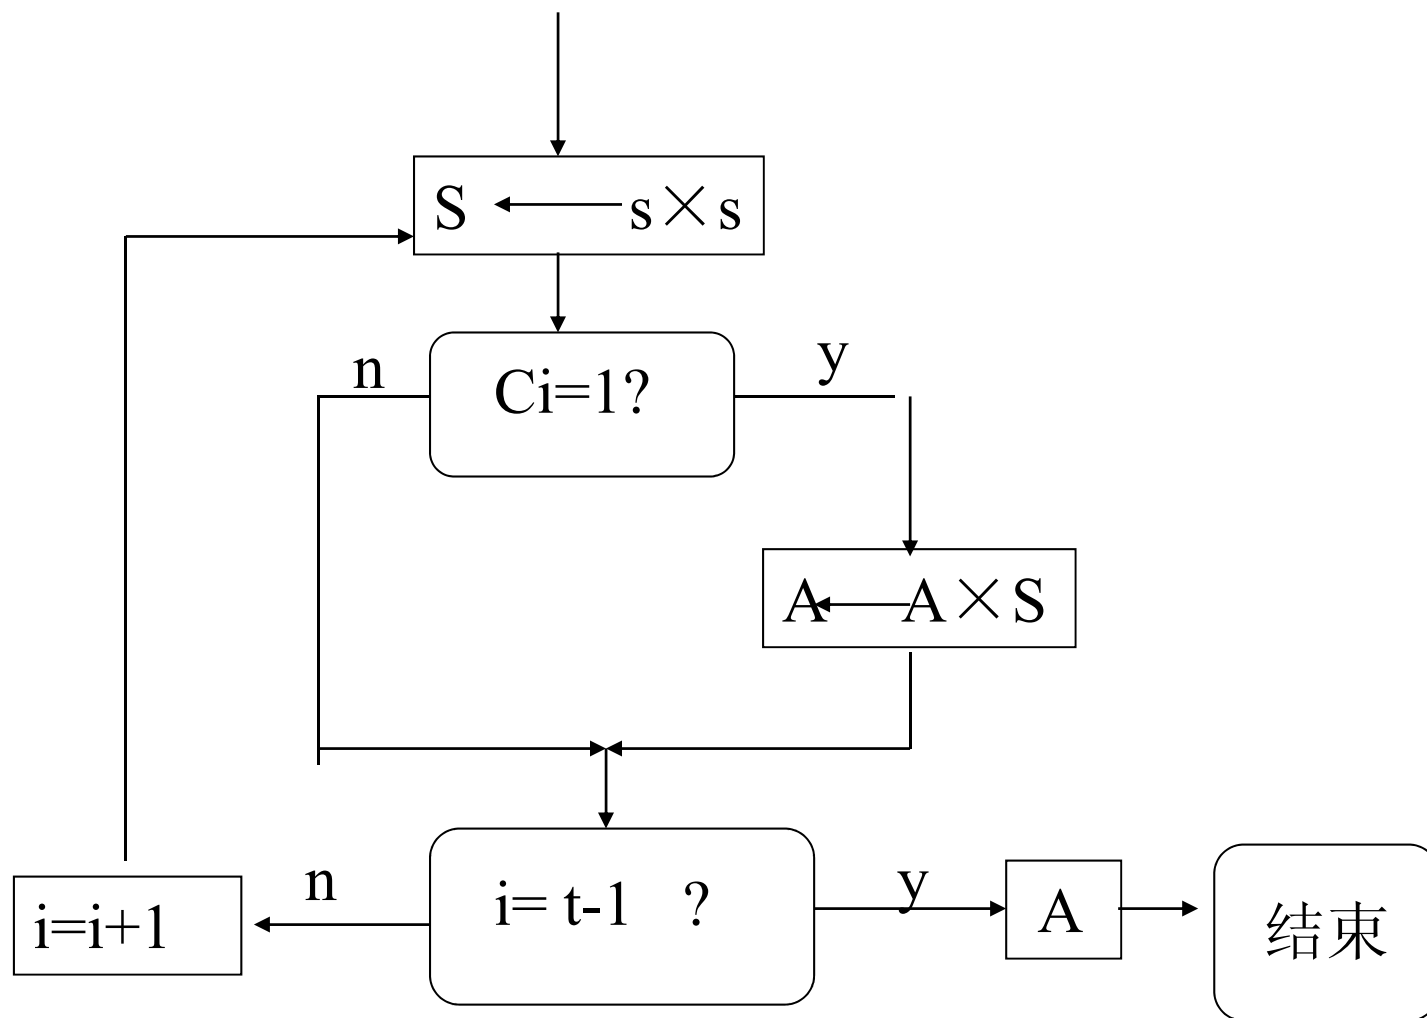 S ← s×s
n
y
Ci=1?
A←A×S
i= t-1 ?
n
y
i=i+1
A
结束